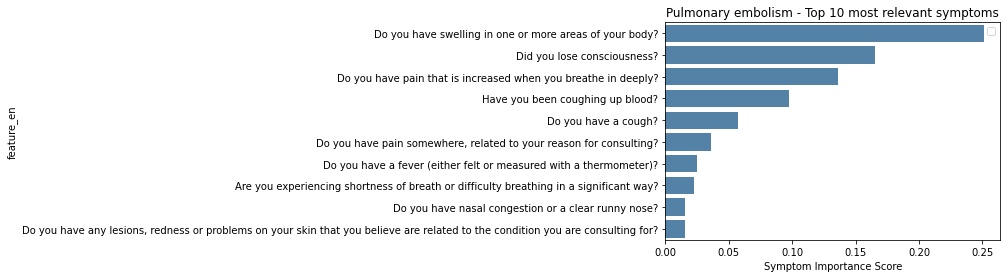 Pulmonary embolism - Top 10 most relevant symptoms
Do you have swelling in one or more areas of your body?
Did you lose consciousness?
Do you have pain that is increased when you breathe in deeply?
Have you been coughing up blood?
Do you have a cough?
Do you have pain somewhere, related to your reason for consulting?
Do you have a fever (either felt or measured with a thermometer)?
Are you experiencing shortness of breath or difficulty breathing in a significant way?
Do you have nasal congestion or a clear runny nose?
Do you have any lesions, redness or problems on your skin that you believe are related to the condition you are consulting for?
feature_en
0.00 0.05 0.10 0.15 0.20 0.25
Symptom Importance Score